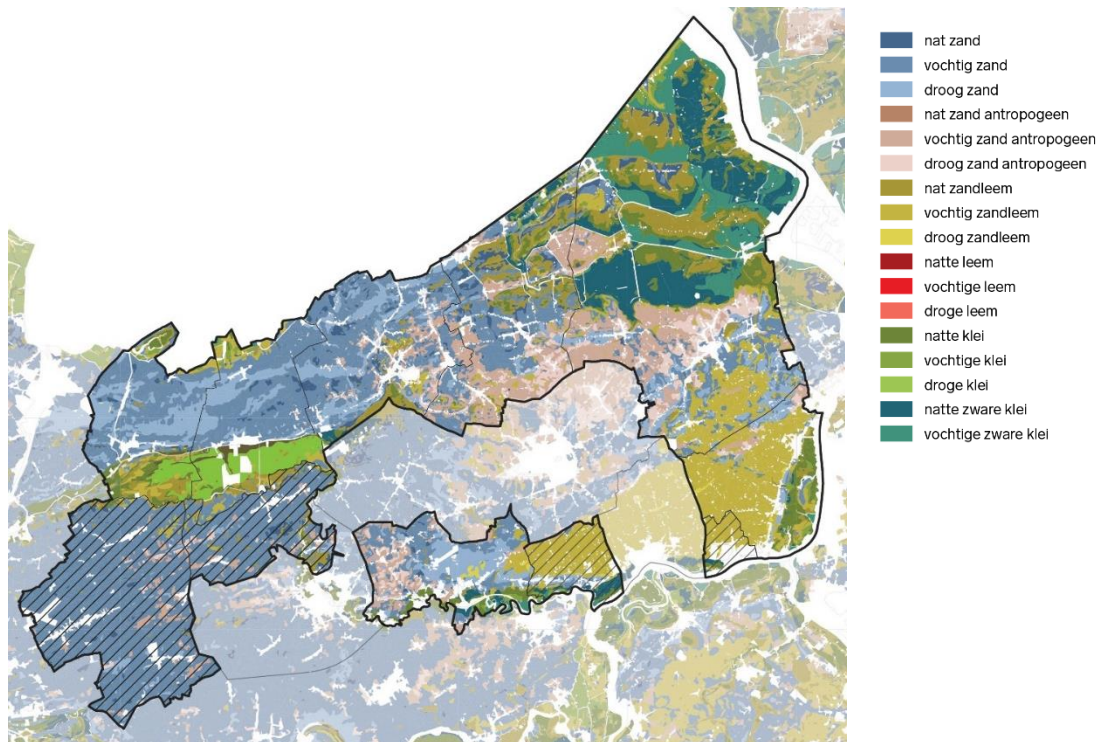 nat zand
vochtig zand
droog zand
nat zand antropogeen
vochtig zand antropogeen
droog zand antropogeen
nat zandleem
vochtig zandleem
droog zandleem
natte leem
vochtige leem
droge leem
natte klei
vochtige klei
droge klei
natte zware klei
vochtige zware klei